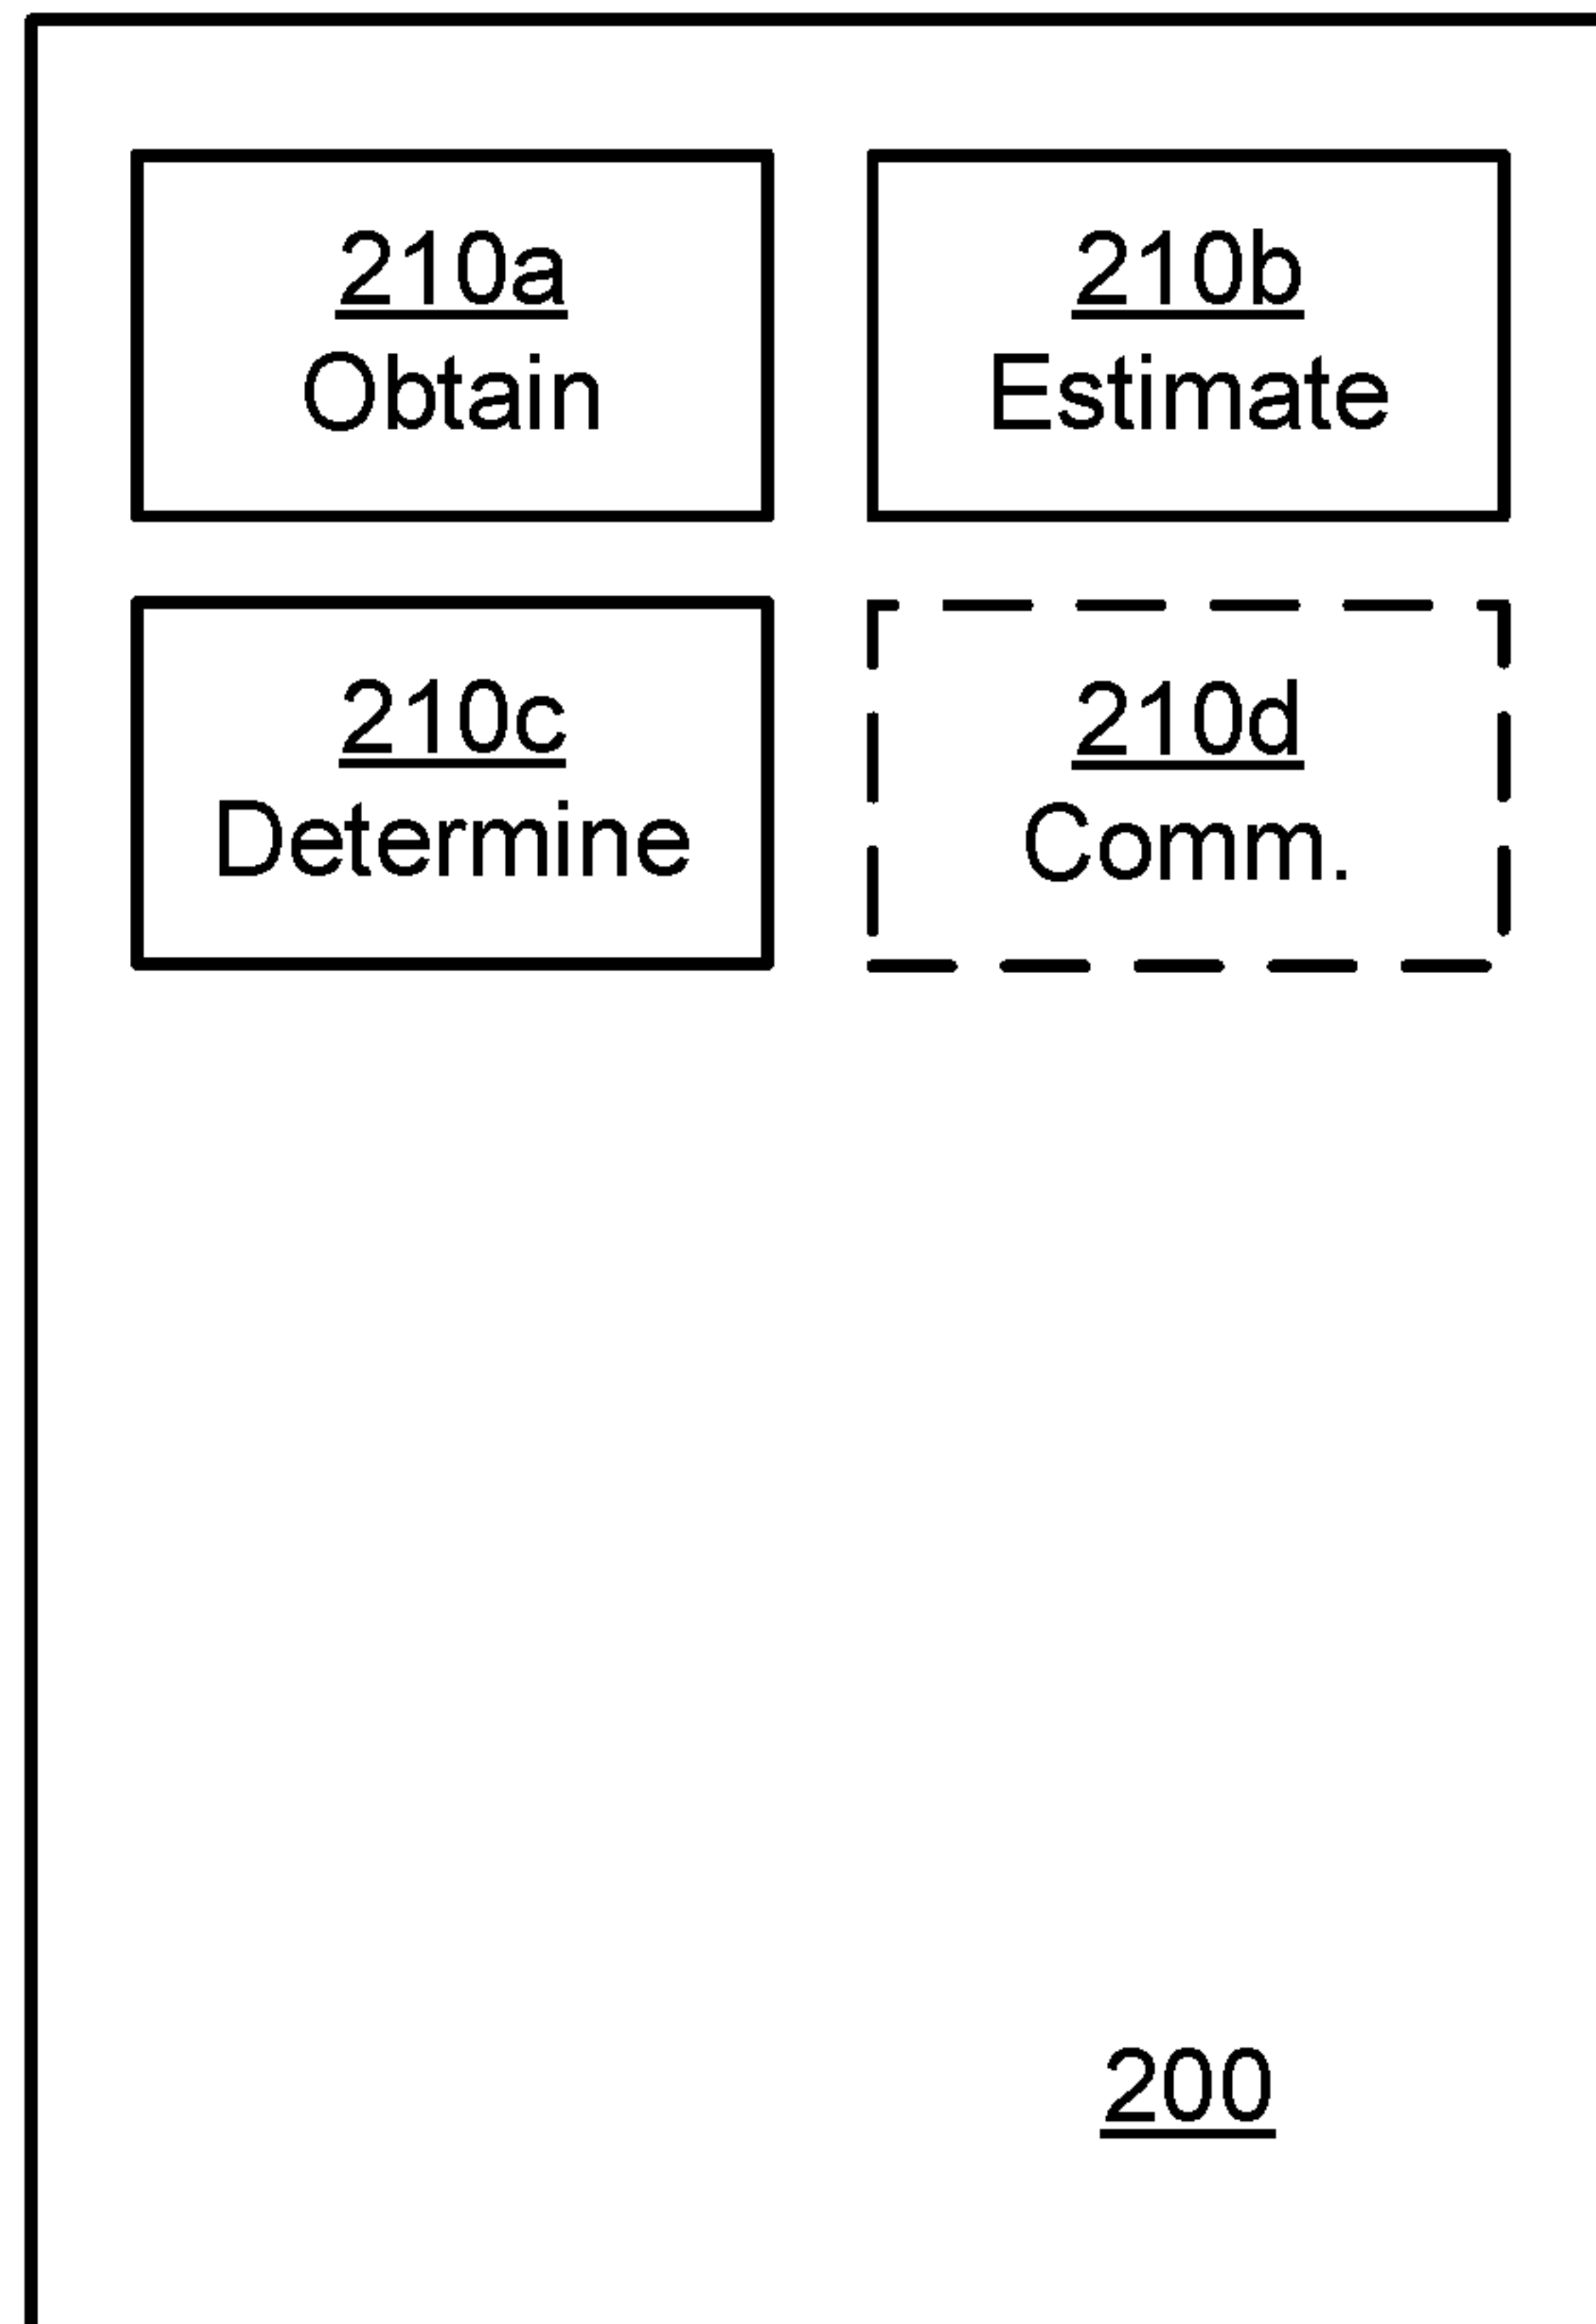 210a
Obtain
210b
Estimate
210c
Determine
210d
Comm.
200